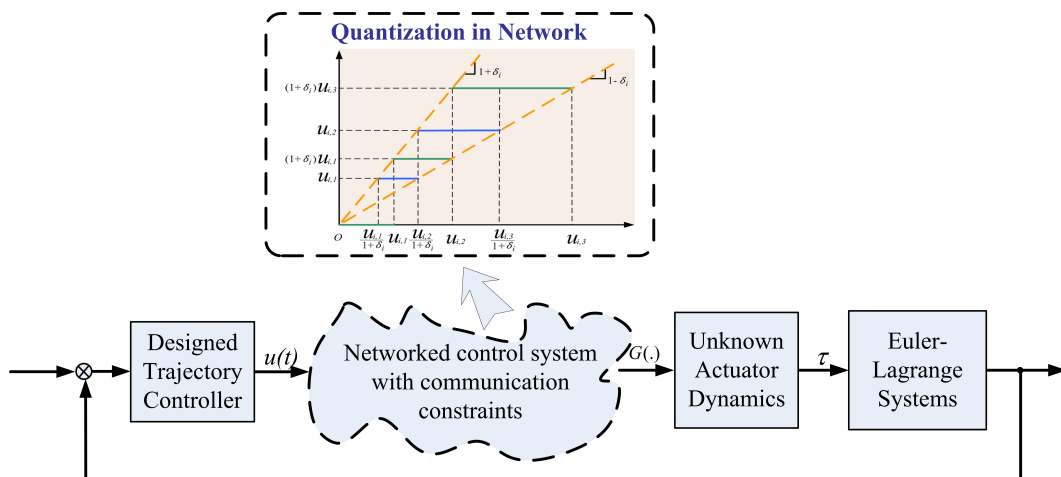 Quantization in Network
1+δᵢ
1- δᵢ
(1+δᵢ)uᵢ,₃
uᵢ,₂
(1+δᵢ)uᵢ,₁
uᵢ,₁
O
uᵢ,₁/1+δᵢ uᵢ,₁ uᵢ,₂/1+δᵢ uᵢ,₂ uᵢ,₃/1+δᵢ uᵢ,₃
Designed
Trajectory
Controller
u(t)
Networked control system
with communication
constraints
G(.)
Unknown
Actuator
Dynamics
τ
Euler-
Lagrange
Systems